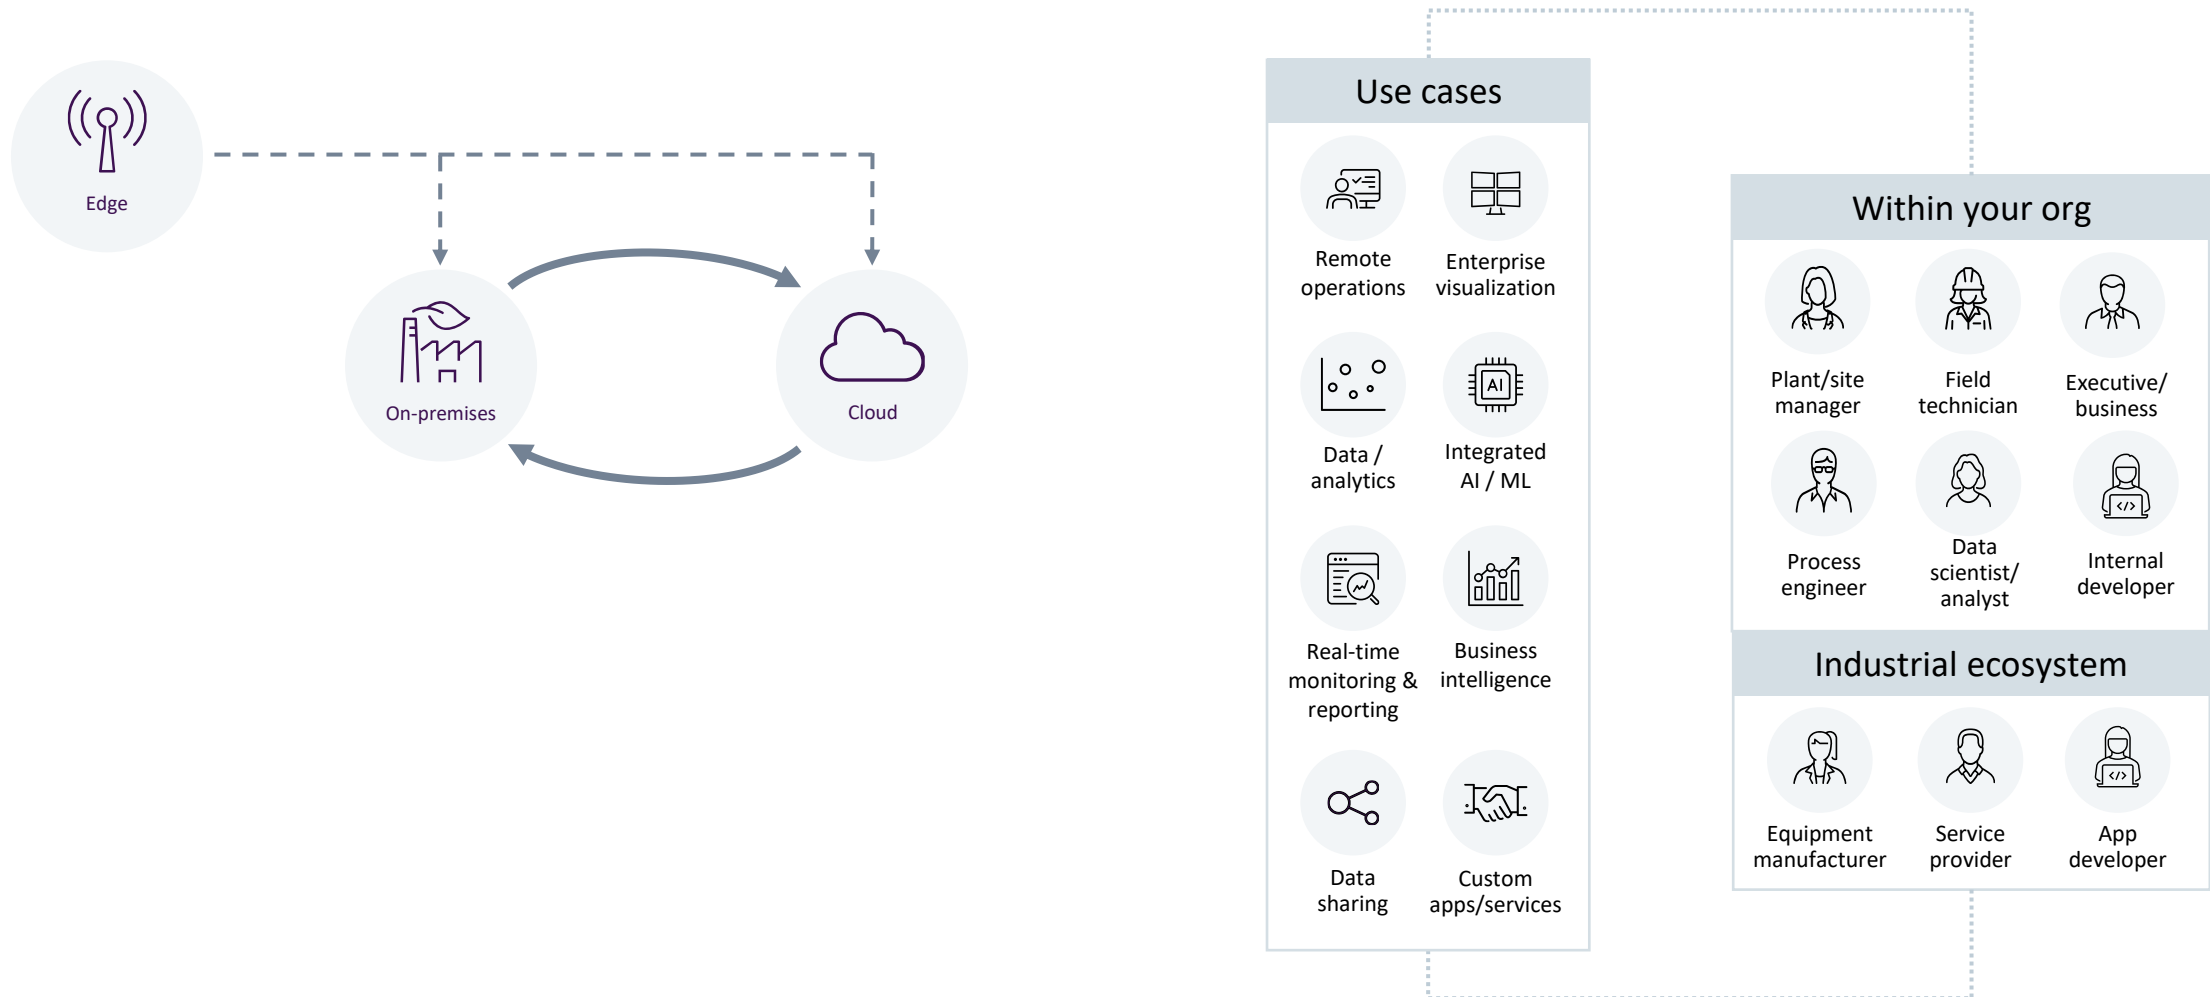 Edge
On-premises
Cloud
Use cases
Remote
operations
Enterprise
visualization
Data /
analytics
Integrated
AI / ML
AI
Real-time
monitoring &
reporting
Business
intelligence
Data
sharing
Custom
apps/services
Within your org
Plant/site
manager
Field
technician
Executive/
business
Process
engineer
Data
scientist/
analyst
</>
Internal
developer
Industrial ecosystem
Equipment
manufacturer
Service
provider
</>
App
developer